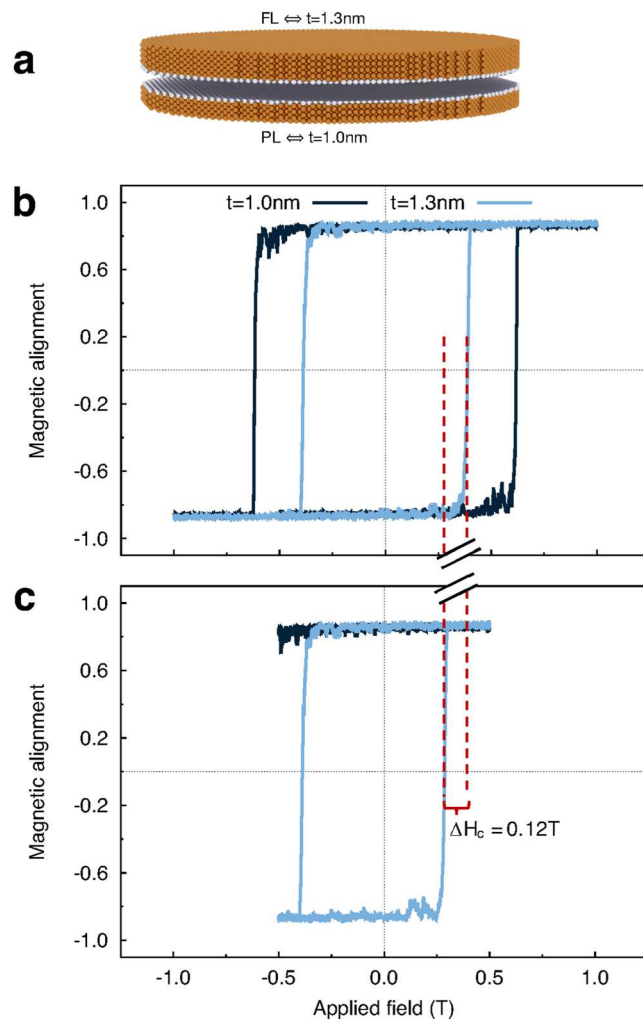 FL ⇔ t=1.3nm
a
PL ⇔ t=1.0nm
b
t=1.0nm
t=1.3nm
1.0
0.6
0.2
-0.2
-0.6
-1.0
Magnetic alignment
c
1.0
0.6
0.2
-0.2
-0.6
-1.0
Magnetic alignment
ΔHc = 0.12T
-1.0
-0.5
0.0
0.5
1.0
Applied field (T)